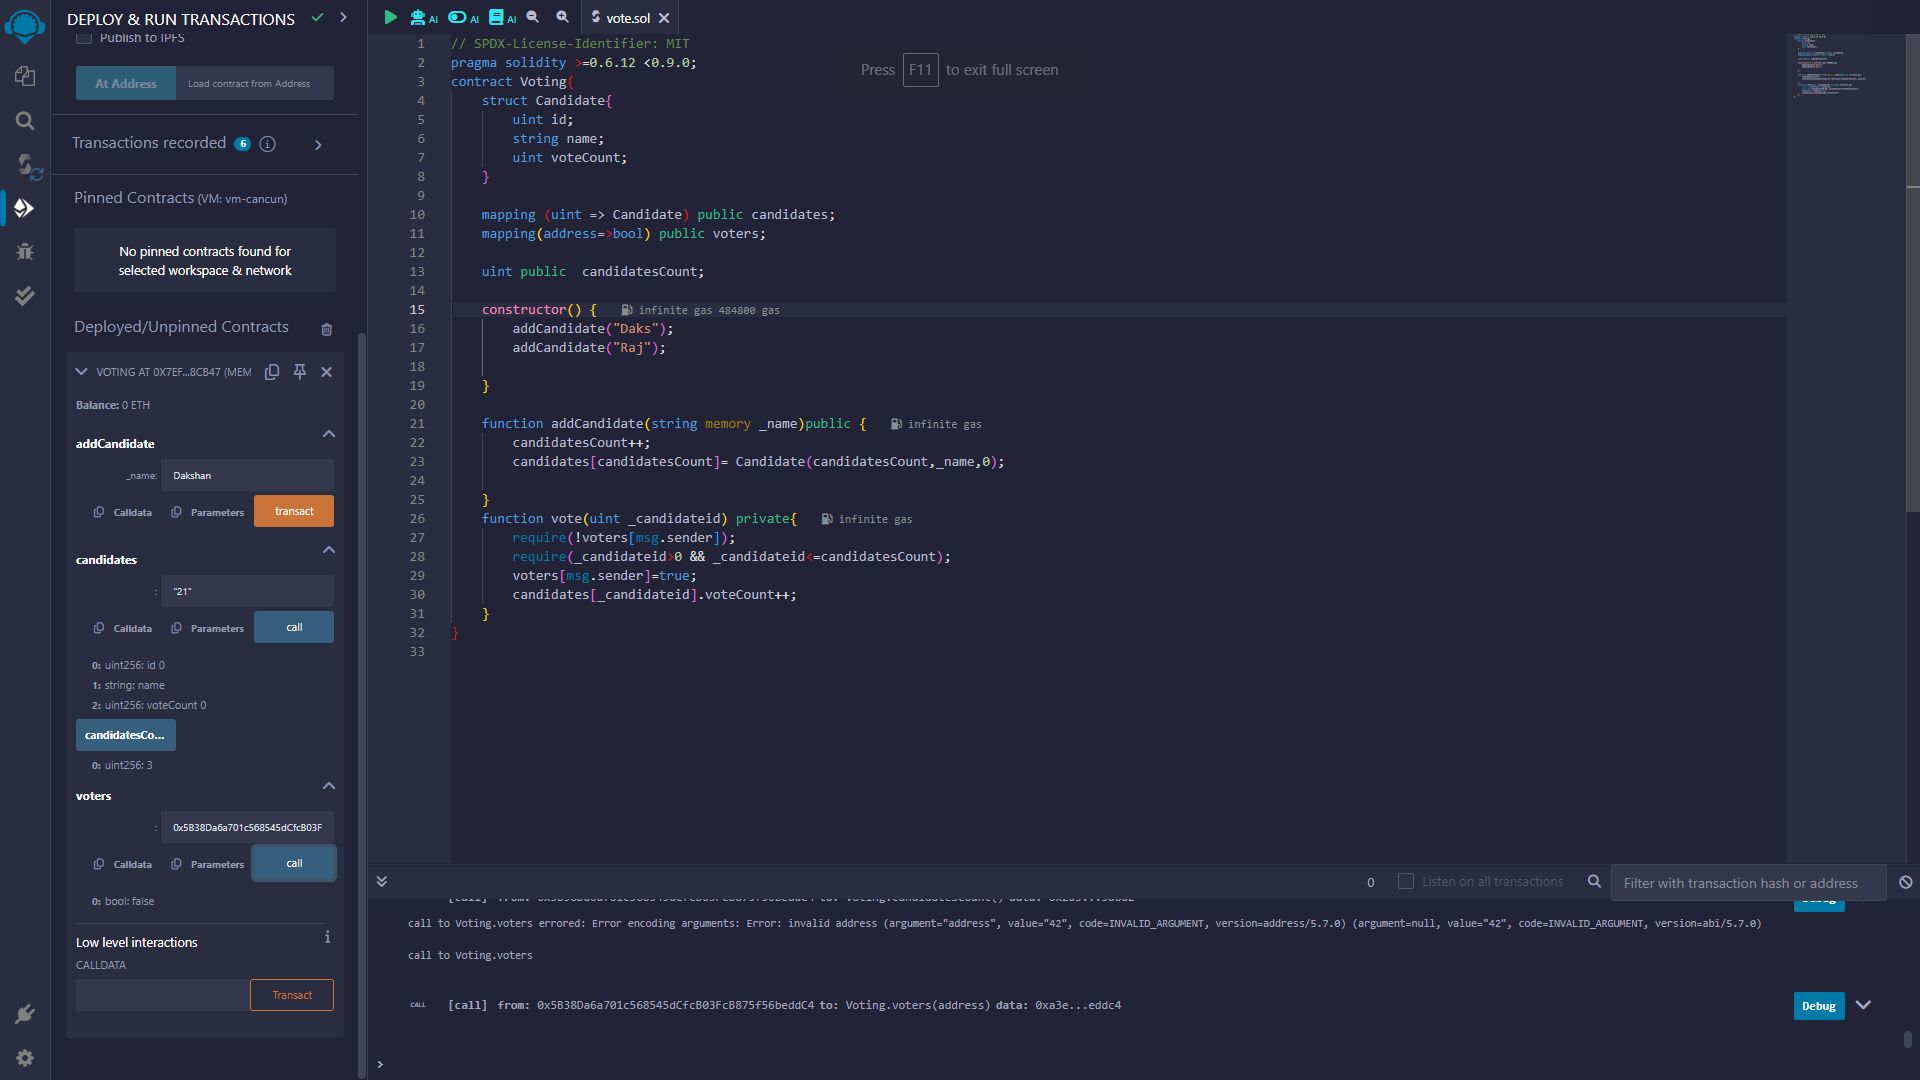 DEPLOY & RUN TRANSACTIONS
Publish to IPFS
At Address
Load contract from Address
Transactions recorded 6
Pinned Contracts (VM: vm-cancun)
No pinned contracts found for
selected workspace & network
Deployed/Unpinned Contracts
VOTING AT 0X7EF...8CB47 (MEM
Balance: 0 ETH
addCandidate
_name: Dakshan
Calldata Parameters transact
candidates
: "21"
Calldata Parameters call
0: uint256: id 0
1: string: name
2: uint256: voteCount 0
candidatesCo...
0: uint256: 3
voters
: 0x5B38Da6a701c568545dCfcB03F
Calldata Parameters call
0: bool: false
Low level interactions
CALLDATA
Transact
AI AI AI vote.sol
Press F11 to exit full screen
1 // SPDX-License-Identifier: MIT
2 pragma solidity >=0.6.12 <0.9.0;
3 contract Voting{
4 struct Candidate{
5 uint id;
6 string name;
7 uint voteCount;
8 }
9
10 mapping (uint => Candidate) public candidates;
11 mapping(address=>bool) public voters;
12
13 uint public  candidatesCount;
14
15 constructor() { infinite gas 484800 gas
16 addCandidate("Daks");
17 addCandidate("Raj");
18
19 }
20
21 function addCandidate(string memory _name)public { infinite gas
22 candidatesCount++;
23 candidates[candidatesCount]= Candidate(candidatesCount,_name,0);
24
25 }
26 function vote(uint _candidateid) private{ infinite gas
27 require(!voters[msg.sender]);
28 require(_candidateid>0 && _candidateid<=candidatesCount);
29 voters[msg.sender]=true;
30 candidates[_candidateid].voteCount++;
31 }
32 }
33
0 Listen on all transactions Filter with transaction hash or address
Debug
call to Voting.voters errored: Error encoding arguments: Error: invalid address (argument="address", value="42", code=INVALID_ARGUMENT, version=address/5.7.0) (argument=null, value="42", code=INVALID_ARGUMENT, version=abi/5.7.0)
call to Voting.voters
CALL [call] from: 0x5B38Da6a701c568545dCfcB03FcB875f56beddC4 to: Voting.voters(address) data: 0xa3e...eddc4
Debug
>